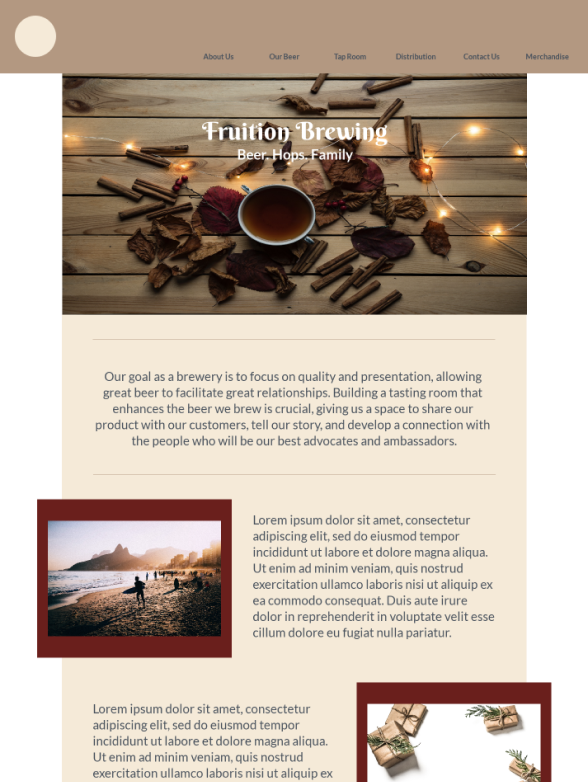 About Us Our Beer Tap Room Distribution Contact Us Merchandise
Fruition Brewing
Beer. Hops. Family
Our goal as a brewery is to focus on quality and presentation, allowing
great beer to facilitate great relationships. Building a tasting room that
enhances the beer we brew is crucial, giving us a space to share our
product with our customers, tell our story, and develop a connection with
the people who will be our best advocates and ambassadors.
Lorem ipsum dolor sit amet, consectetur
adipiscing elit, sed do eiusmod tempor
incididunt ut labore et dolore magna aliqua.
Ut enim ad minim veniam, quis nostrud
exercitation ullamco laboris nisi ut aliquip ex
ea commodo consequat. Duis aute irure
dolor in reprehenderit in voluptate velit esse
cillum dolore eu fugiat nulla pariatur.
Lorem ipsum dolor sit amet, consectetur
adipiscing elit, sed do eiusmod tempor
incididunt ut labore et dolore magna aliqua.
Ut enim ad minim veniam, quis nostrud
exercitation ullamco laboris nisi ut aliquip ex